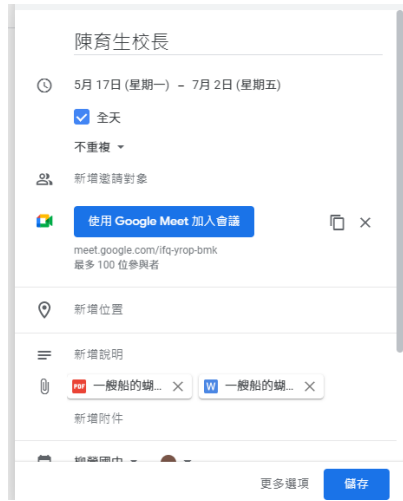 陳育生校長
5月 17日 (星期一) – 7月 2日 (星期五)
全天
不重複
新增邀請對象
使用 Google Meet 加入會議
meet.google.com/ifq-yrop-bmk
最多 100 位參與者
新增位置
新增說明
PDF 一艘船的蝴... W 一艘船的蝴...
新增附件
更多選項 儲存